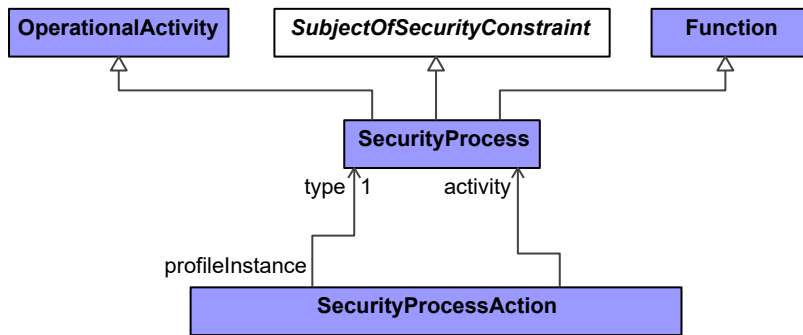 OperationalActivity
SubjectOfSecurityConstraint
Function
SecurityProcess
type 1
activity
profileInstance
SecurityProcessAction